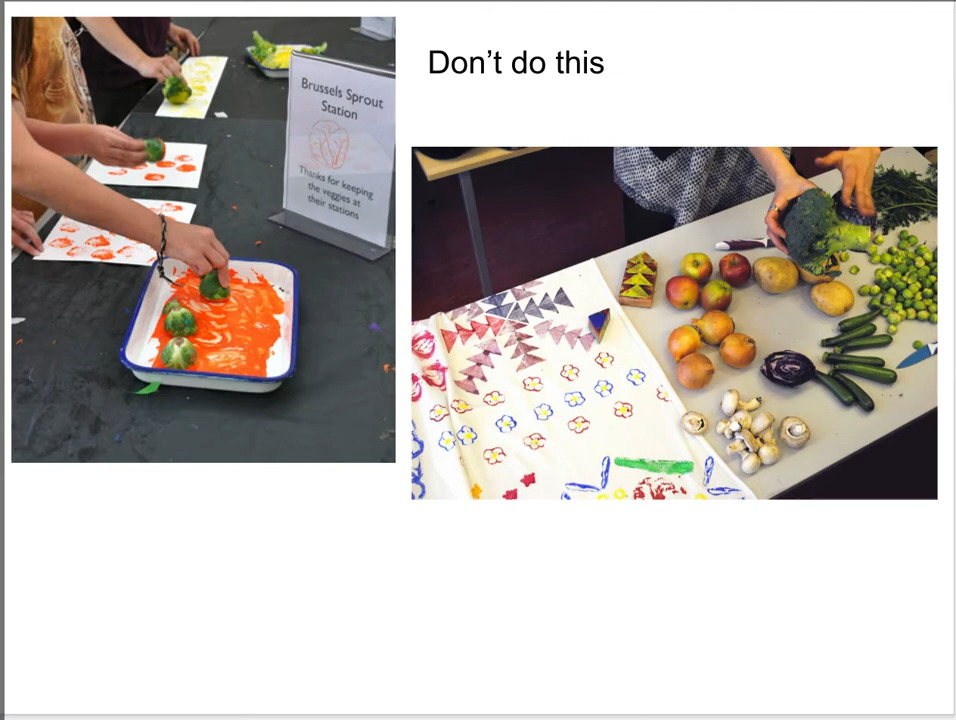 Don’t do this
Brussels Sprout
Station
Thanks for keeping
the veggies at
their stations